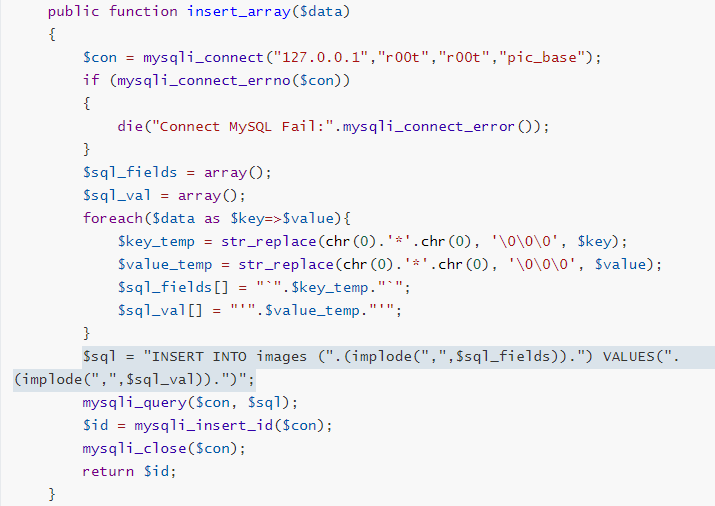 public function insert_array($data)
{
$con = mysqli_connect("127.0.0.1","r00t","r00t","pic_base");
if (mysqli_connect_errno($con))
{
die("Connect MySQL Fail:".mysqli_connect_error());
}
$sql_fields = array();
$sql_val = array();
foreach($data as $key=>$value){
$key_temp = str_replace(chr(0).'*'.chr(0), '\0\0\0', $key);
$value_temp = str_replace(chr(0).'*'.chr(0), '\0\0\0', $value);
$sql_fields[] = "`".$key_temp."`";
$sql_val[] = "'".$value_temp."'";
}
$sql = "INSERT INTO images (".(implode(",",$sql_fields)).") VALUES(".
(implode(",",$sql_val)).")";
mysqli_query($con, $sql);
$id = mysqli_insert_id($con);
mysqli_close($con);
return $id;
}